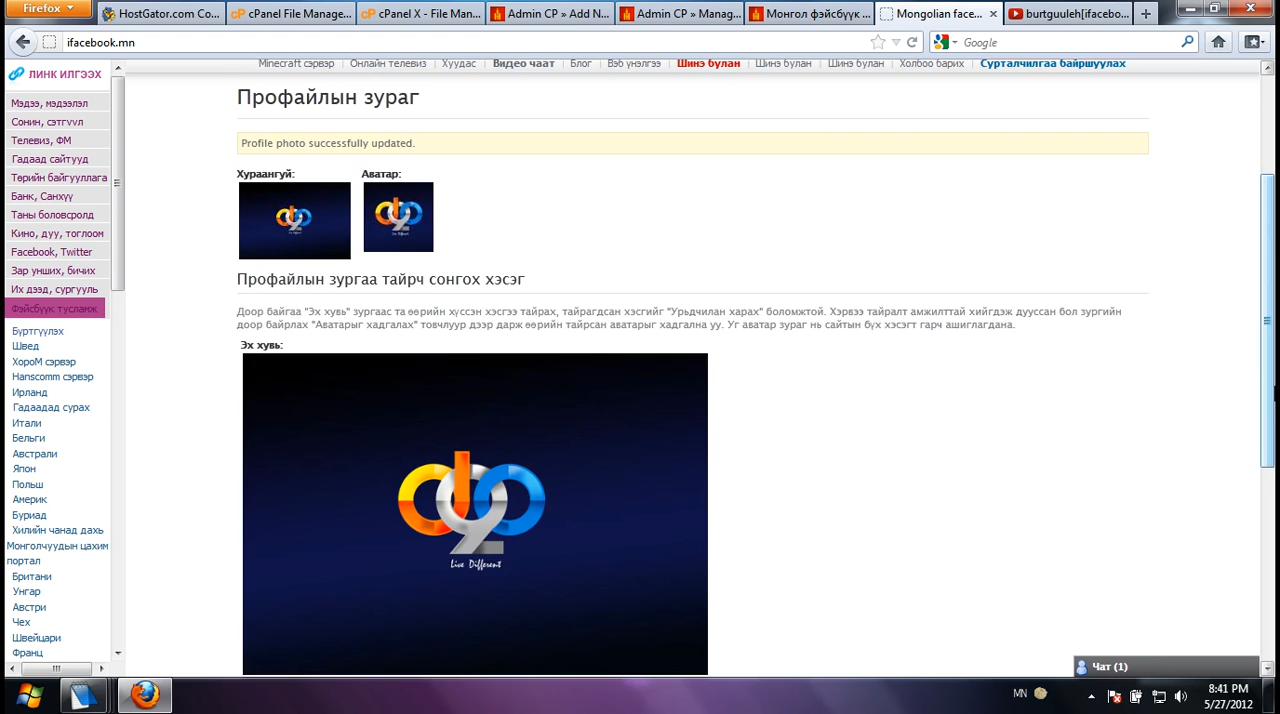 Firefox
HostGator.com Co...
cPanel File Manage...
cPanel X - File Man...
Admin CP » Add N...
Admin CP » Manag...
Монгол фэйсбүүк ...
Mongolian face...
burtguuleh[ifacebo...
ifacebook.mn
Google
ЛИНК ИЛГЭЭХ
Мэдээ, мэдээлэл
Сонин, сэтгүүл
Телевиз, ФМ
Гадаад сайтууд
Төрийн байгууллага
Банк, Санхүү
Таны боловсролд
Кино, дуу, тоглоом
Facebook, Twitter
Зар унших, бичих
Их дээд, сургууль
Фэйсбүүк тусламж
Бүртгүүлэх
Швед
ХороМ сэрвэр
Hanscomm сэрвэр
Ирланд
Гадаадад сурах
Итали
Бельги
Австрали
Япон
Польш
Америк
Буриад
Хилийн чанад дахь
Монголчуудын цахим
портал
Британи
Унгар
Австри
Чех
Швейцари
Франц
Minecraft сэрвэр | Онлайн телевиз | Хуудас | Видео чаат | Блог | Вэб үнэлгээ | Шинэ булан | Шинэ булан | Шинэ булан | Холбоо барих | Сурталчилгаа байршуулах
Профайлын зураг
Profile photo successfully updated.
Хураангуй: Аватар:
Профайлын зургаа тайрч сонгох хэсэг
Доор байгаа "Эх хувь" зургаас та өөрийн хүссэн хэсгээ тайрах, тайрагдсан хэсгийг "Урьдчилан харах" боломжтой. Хэрвээ тайралт амжилттай хийгдэж дууссан бол зургийн
доор байрлах "Аватарыг хадгалах" товчлуур дээр дарж өөрийн тайрсан аватарыг хадгална уу. Уг аватар зураг нь сайтын бүх хэсэгт гарч ашиглагдана.
Эх хувь:
Live Different
Чат (1)
MN
8:41 PM
5/27/2012